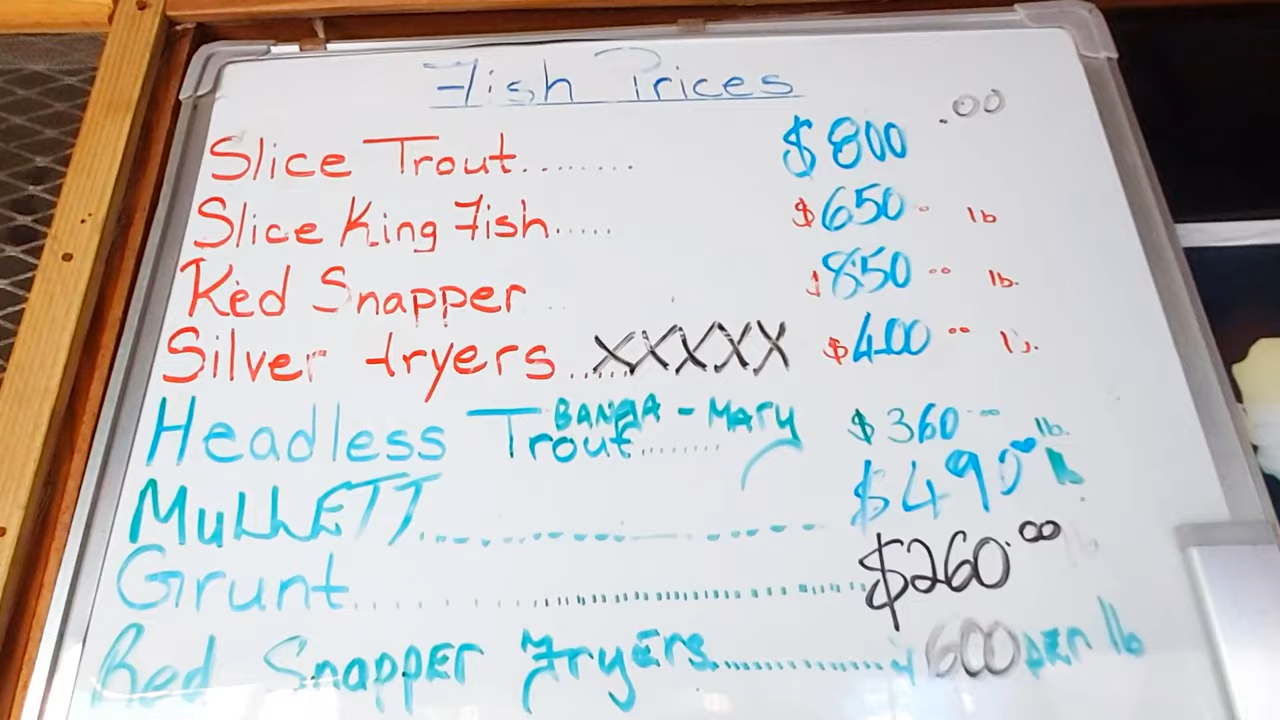 Fish Prices
Slice Trout........ $800.00
Slice King Fish..... $650 lb
Red Snapper ... $850.00 lb.
Silver fryers ...... XXXXX $400.00 lb.
Headless Trout....... BANGA - MARY $360.00 lb.
MuLLETT............. $490.00 lb
Grunt.............................. $260.00 lb
Red Snapper FryErs............... $600 pEr lb